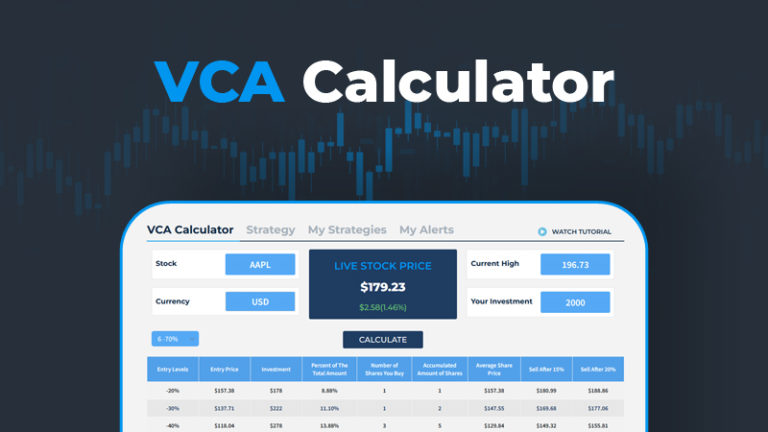 VCA Calculator
VCA Calculator Strategy My Strategies My Alerts WATCH TUTORIAL
Stock AAPL
LIVE STOCK PRICE
Current High 196.73
$179.23
Currency USD
$2.58(1.46%)
Your Investment 2000
6 -70%
CALCULATE
Entry Levels Entry Price Investment Percent of The Total Amount Number of Shares You Buy Accumulated Amount of Shares Average Share Price Sell After 15% Sell After 20%
-20% $157.38 $178 8.88% 1 1 $157.38 $180.99 $188.86
-30% $137.71 $222 11.10% 1 2 $147.55 $169.68 $177.06
-40% $118.04 $278 13.88% 3 5 $129.84 $149.32 $155.81